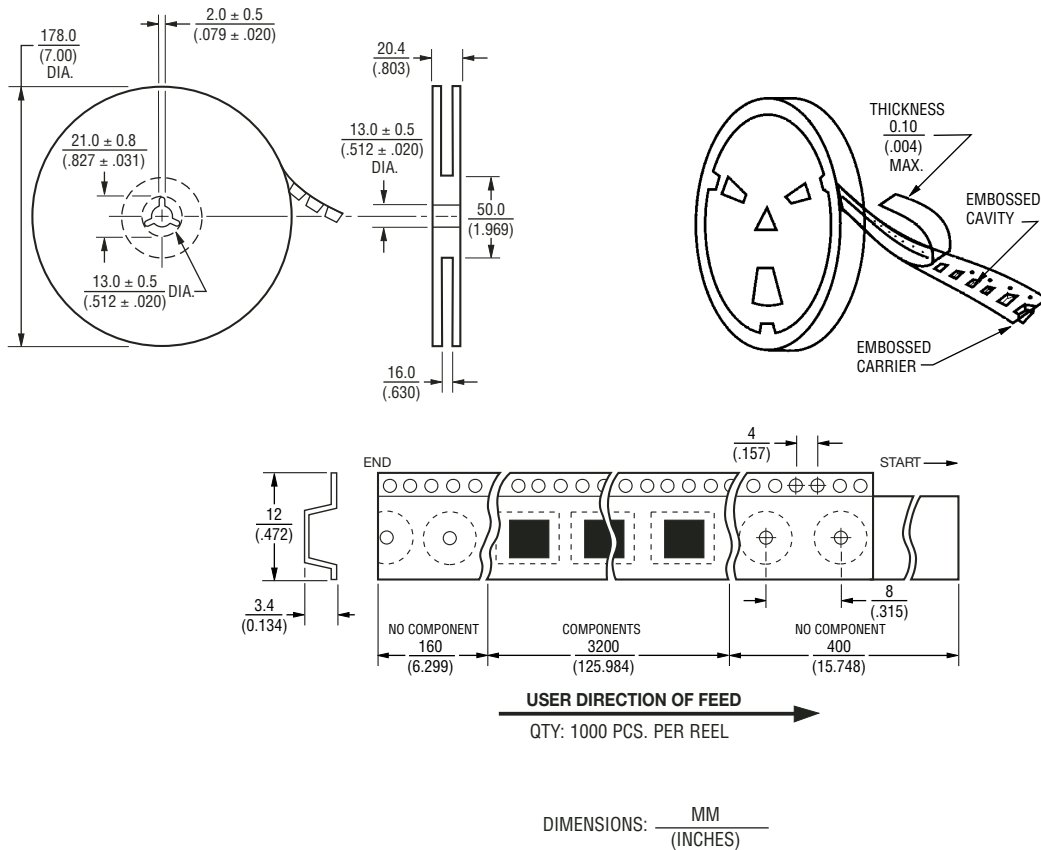 2.0 ± 0.5
(.079 ± .020)
178.0
(7.00)
DIA.
20.4
(.803)
21.0 ± 0.8
(.827 ± .031)
13.0 ± 0.5
(.512 ± .020)
DIA.
50.0
(1.969)
13.0 ± 0.5
(.512 ± .020)
DIA.
16.0
(.630)
THICKNESS
0.10
(.004)
MAX.
EMBOSSED
CAVITY
EMBOSSED
CARRIER
END
4
(.157)
START
12
(.472)
3.4
(0.134)
8
(.315)
NO COMPONENT
160
(6.299)
COMPONENTS
3200
(125.984)
NO COMPONENT
400
(15.748)
USER DIRECTION OF FEED
QTY: 1000 PCS. PER REEL
DIMENSIONS: MM
(INCHES)